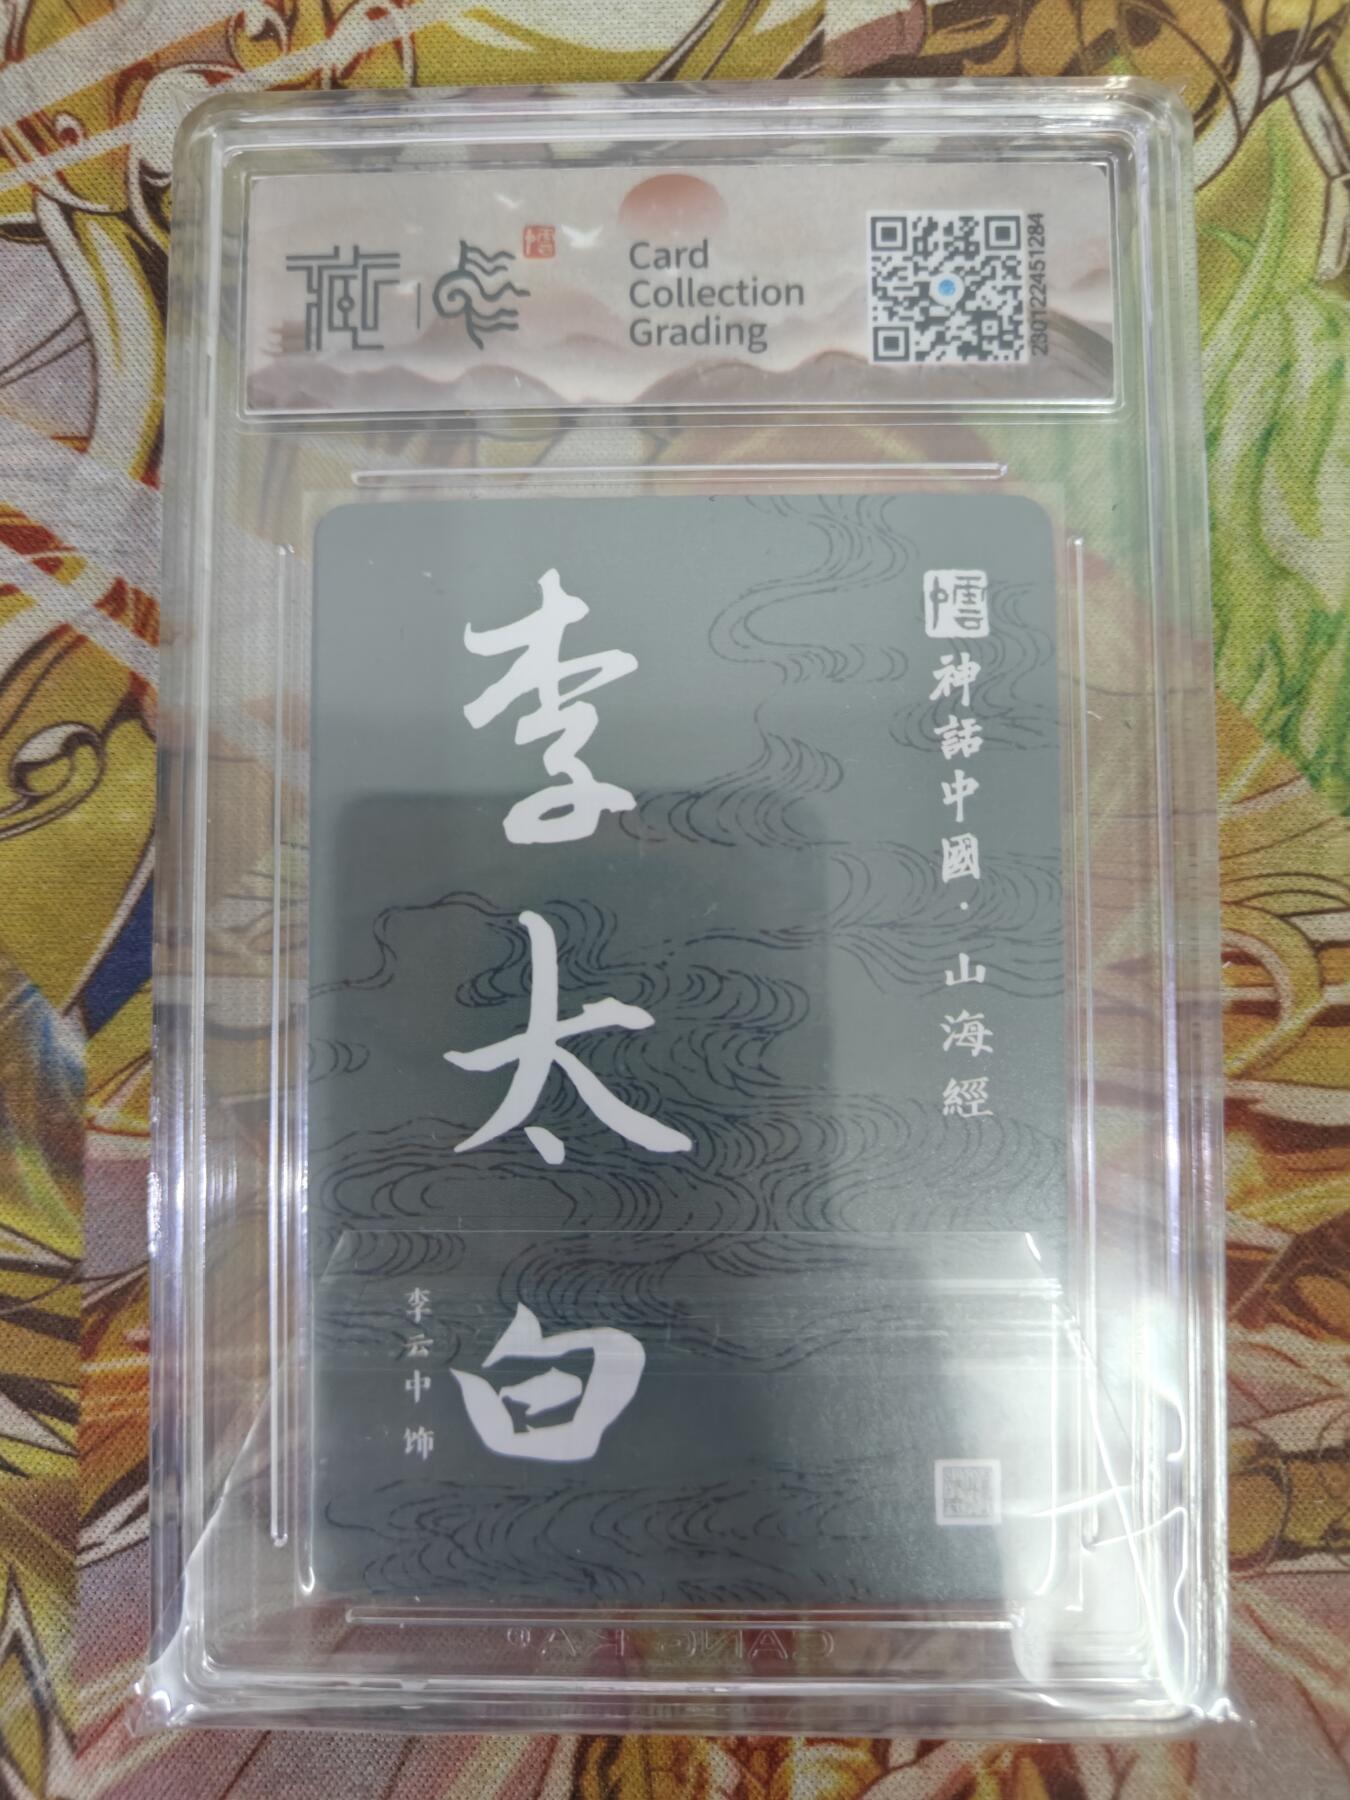 Card
Collection
Grading
2301224451284
神話中國·山海經
李太白
李云中饰